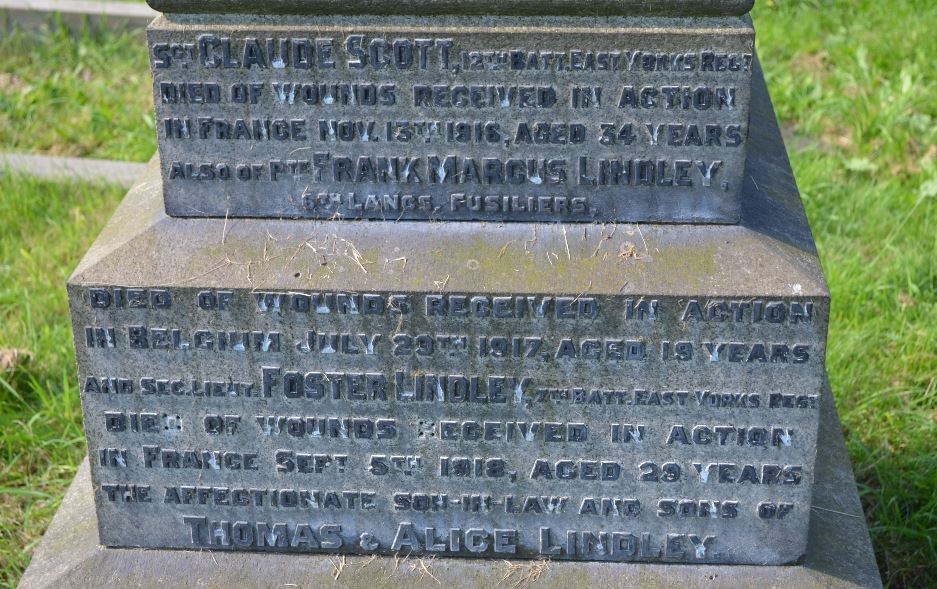 SGT CLAUDE SCOTT, 12TH BATT. EAST YORKS REGT
DIED OF WOUNDS RECEIVED IN ACTION
IN FRANCE NOV. 13TH 1916, AGED 34 YEARS
ALSO OF PTE FRANK MARCUS LINDLEY,
LANCS. FUSILIERS.
DIED OF WOUNDS RECEIVED IN ACTION
IN BELGIUM JULY 29TH 1917, AGED 19 YEARS
AND SEC. LIEUT. FOSTER LINDLEY, 7TH BATT. EAST YORKS REGT
DIED OF WOUNDS RECEIVED IN ACTION
IN FRANCE SEPT 5TH 1918, AGED 29 YEARS
THE AFFECTIONATE SON-IN-LAW AND SONS OF
THOMAS & ALICE LINDLEY.